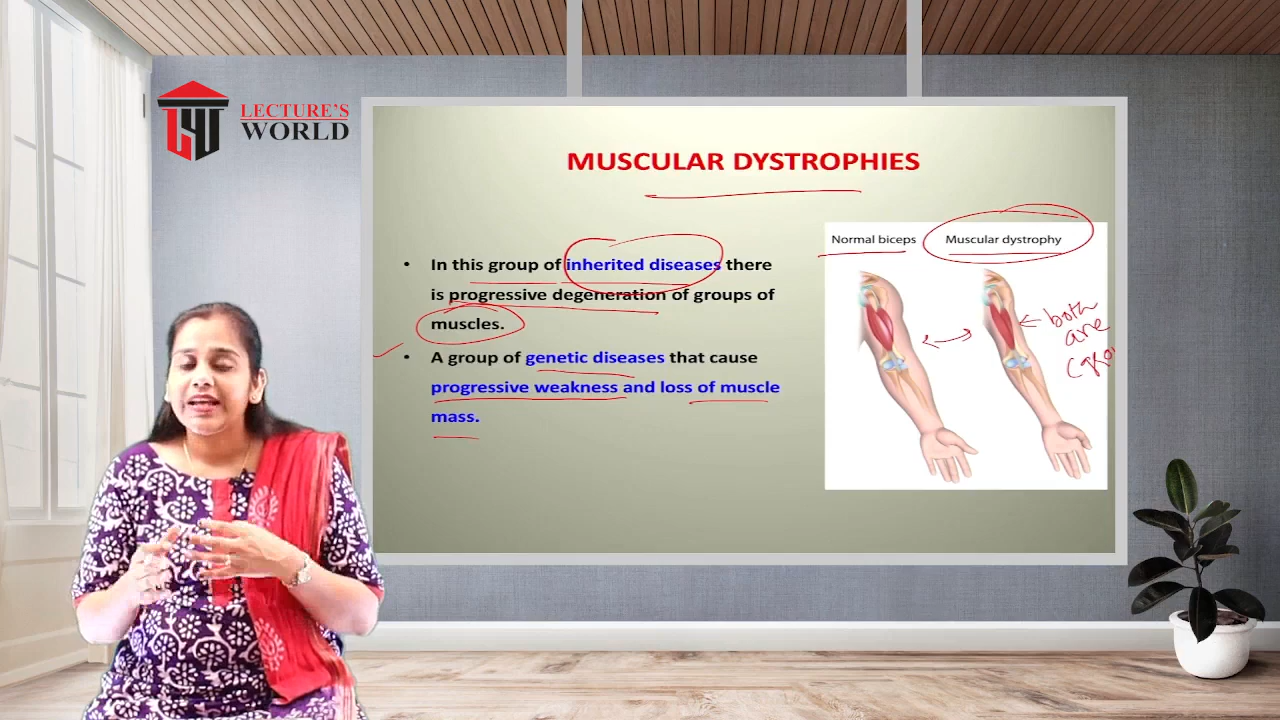 LECTURE'S
WORLD
MUSCULAR DYSTROPHIES
• In this group of inherited diseases there
is progressive degeneration of groups of
muscles.
• A group of genetic diseases that cause
progressive weakness and loss of muscle
mass.
Normal biceps
Muscular dystrophy
both
are